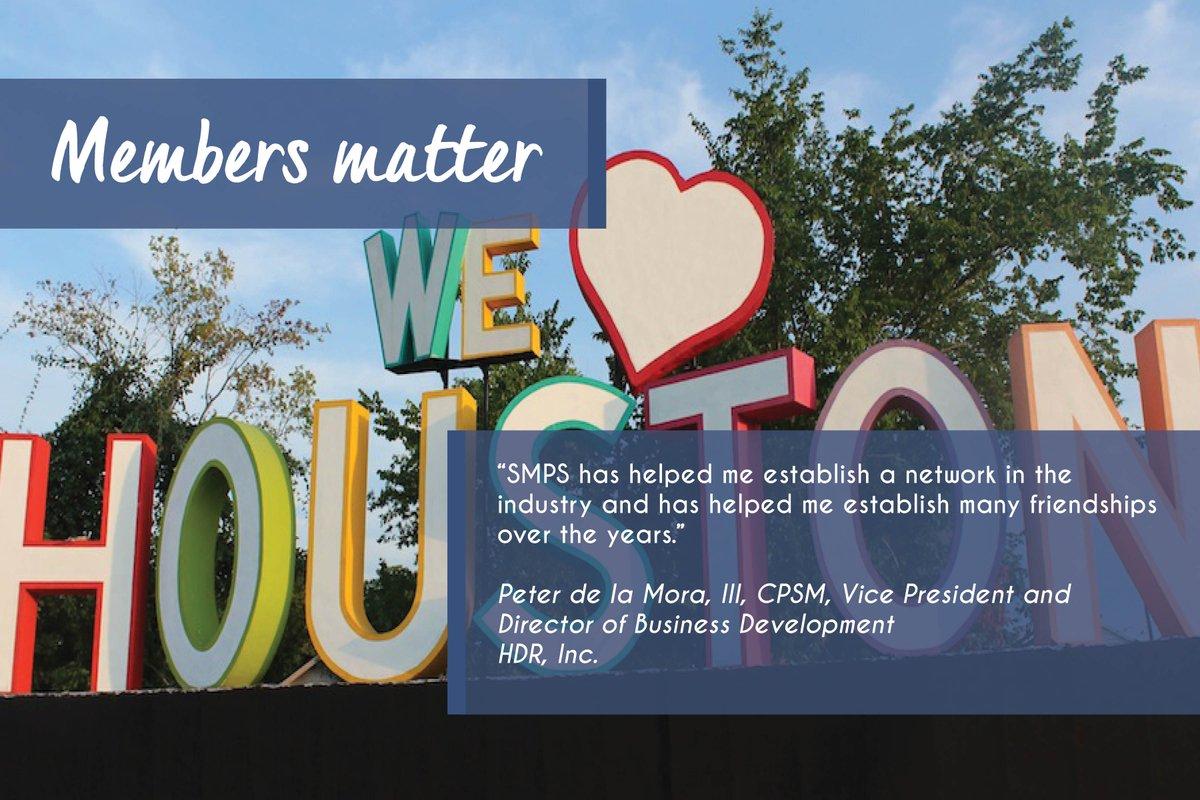 Members matter
WE
HOUSTON
“SMPS has helped me establish a network in the
industry and has helped me establish many friendships
over the years.”
Peter de la Mora, III, CPSM, Vice President and
Director of Business Development
HDR, Inc.